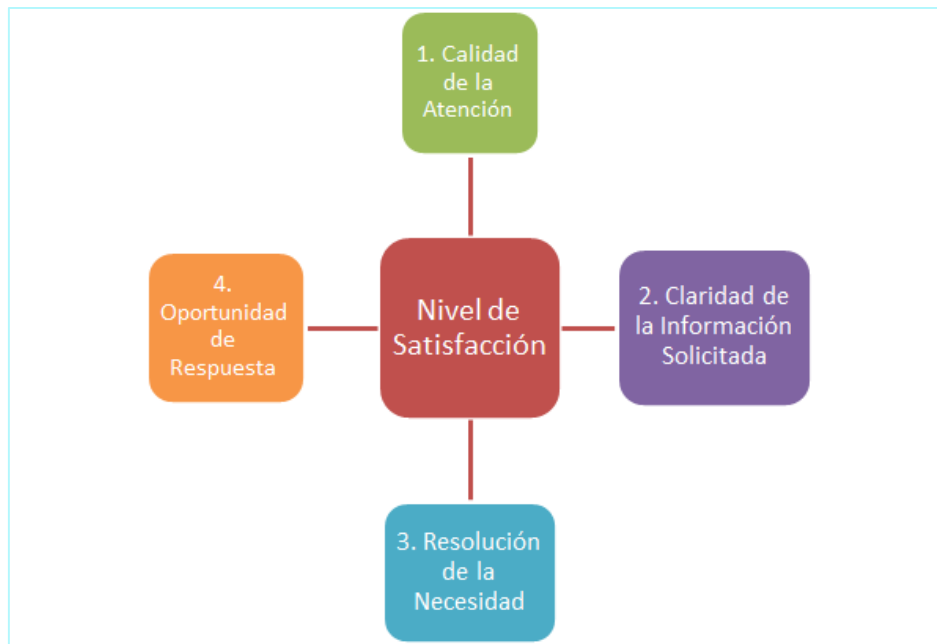 1. Calidad
de la
Atención
4.
Oportunidad
de
Respuesta
Nivel de
Satisfacción
2. Claridad de
la Información
Solicitada
3. Resolución
de la
Necesidad